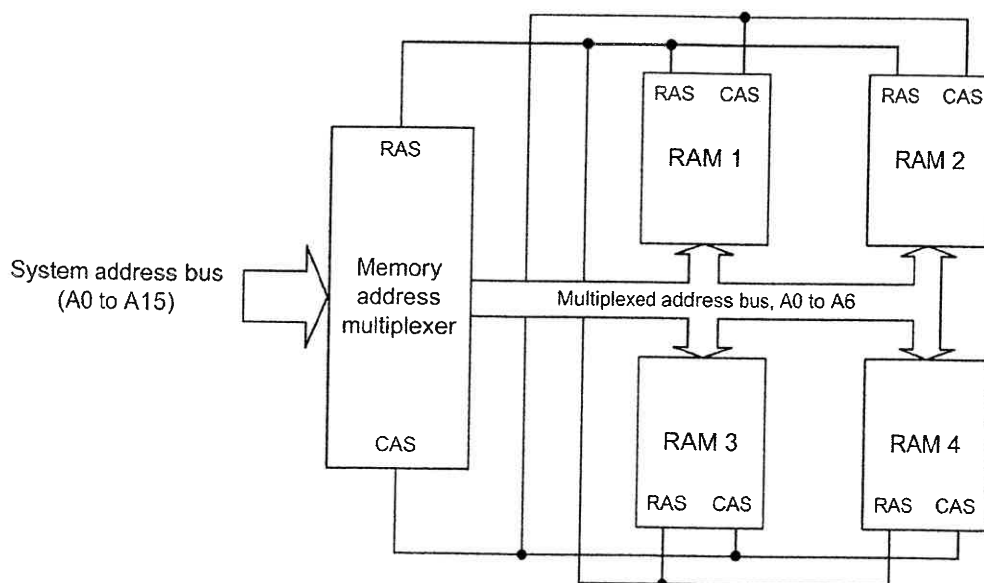 RAS CAS
RAM 1
RAS CAS
RAM 2
RAS
System address bus
(A0 to A15)
Memory
address
multiplexer
Multiplexed address bus, A0 to A6
CAS
RAM 3
RAS CAS
RAM 4
RAS CAS